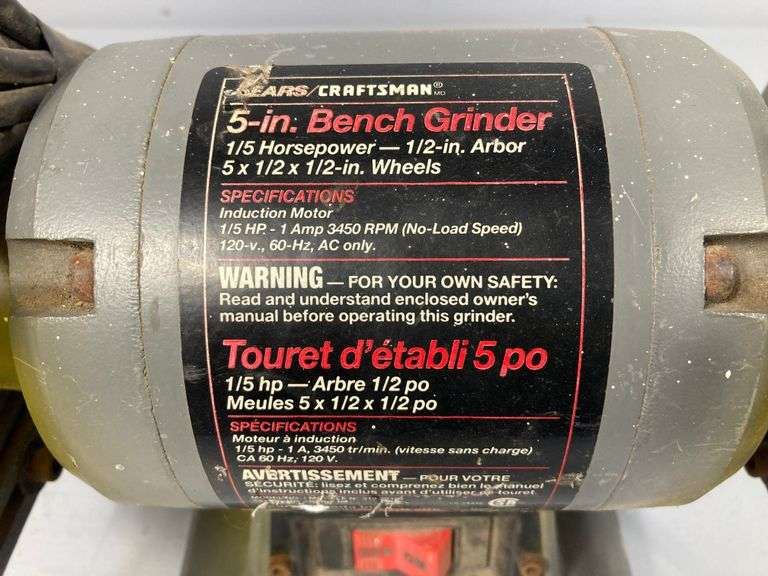 SEARS/CRAFTSMAN® MD
5-in. Bench Grinder
1/5 Horsepower — 1/2-in. Arbor
5 x 1/2 x 1/2-in. Wheels
SPECIFICATIONS
Induction Motor
1/5 HP. - 1 Amp 3450 RPM (No-Load Speed)
120-v., 60-Hz, AC only.
WARNING — FOR YOUR OWN SAFETY:
Read and understand enclosed owner's
manual before operating this grinder.
Touret d'établi 5 po
1/5 hp — Arbre 1/2 po
Meules 5 x 1/2 x 1/2 po
SPÉCIFICATIONS
Moteur à induction
1/5 hp - 1 A, 3450 tr/min. (vitesse sans charge)
CA 60 Hz, 120 V.
AVERTISSEMENT — POUR VOTRE
SÉCURITÉ: lisez et comprenez bien le manuel
d'instructions inclus avant d'utiliser ce touret.